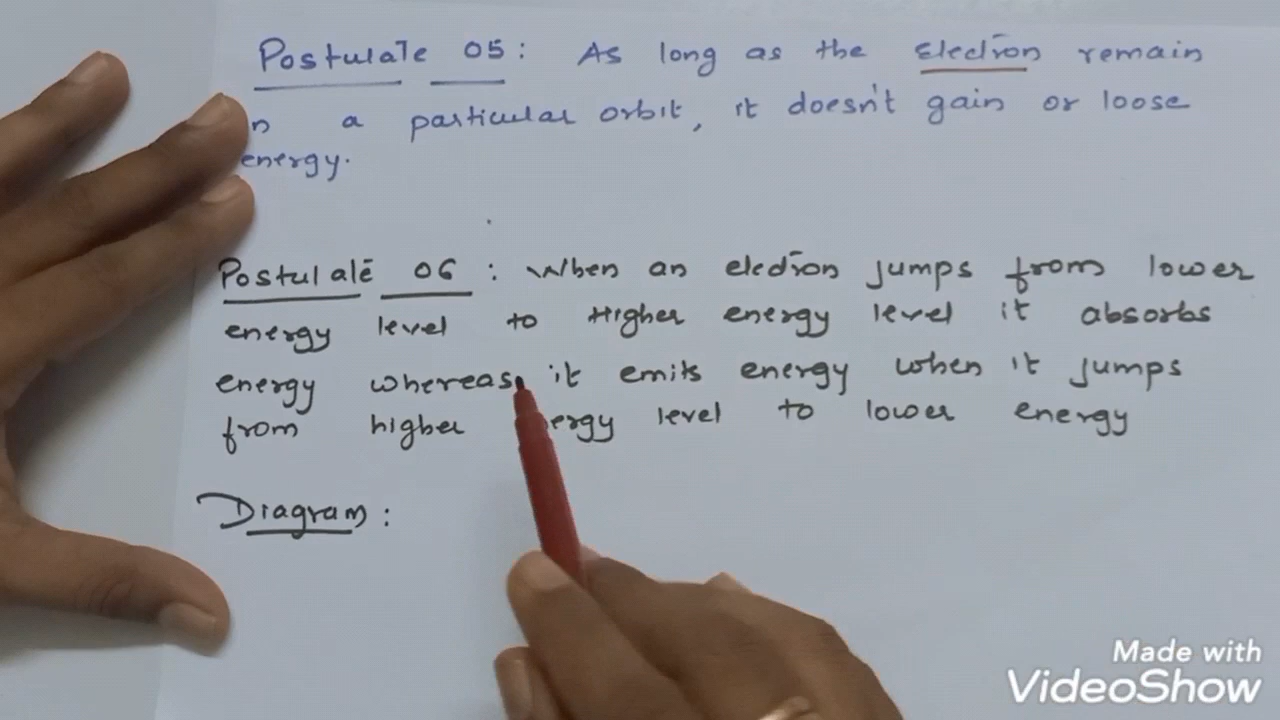 Postulate 05: As long as the electron remain
n a particular orbit, it doesn't gain or loose
energy.
Postulate 06: When an electron jumps from lower
energy level to Higher energy level it absorbs
energy whereas it emits energy when it jumps
from higher ergy level to lower energy
Diagram:
Made with
VideoShow